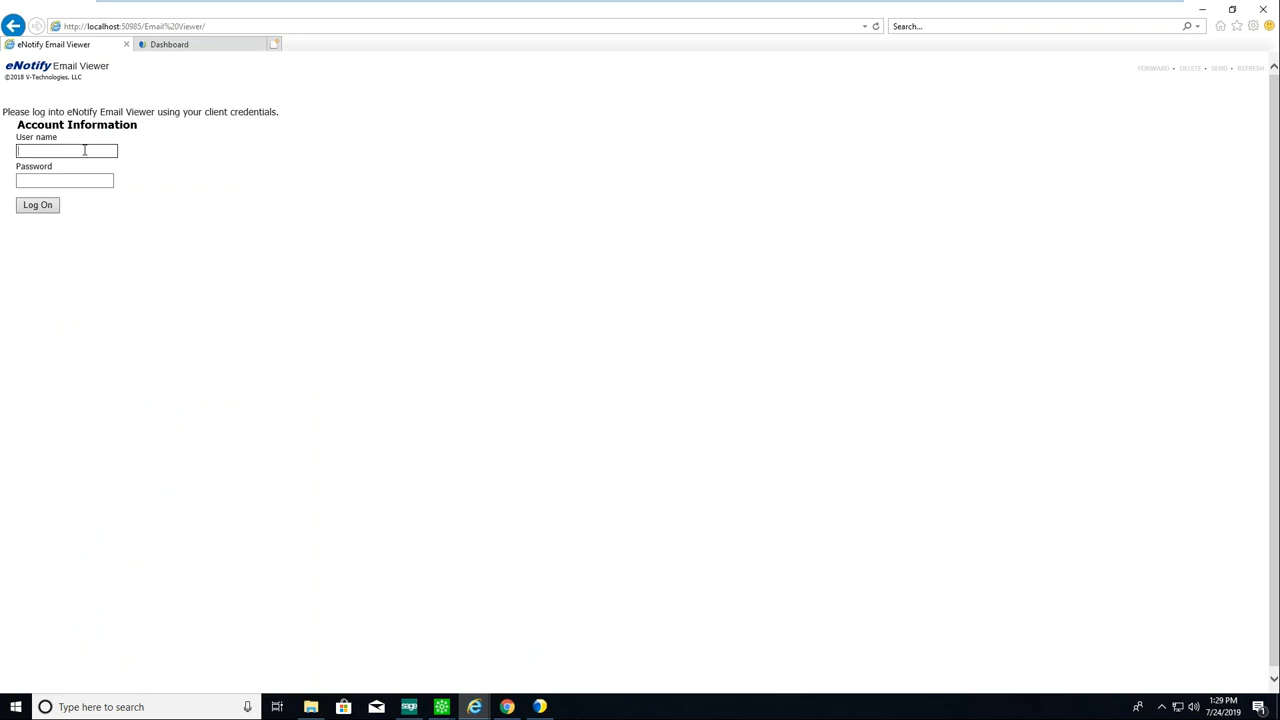 http://localhost:50985/Email%20Viewer/
Search...
eNotify Email Viewer
Dashboard
eNotify Email Viewer
©2018 V-Technologies, LLC
FORWARD • DELETE • SEND • REFRESH
Please log into eNotify Email Viewer using your client credentials.
Account Information
User name
Password
Log On
Type here to search
sage
1:29 PM
7/24/2019
1